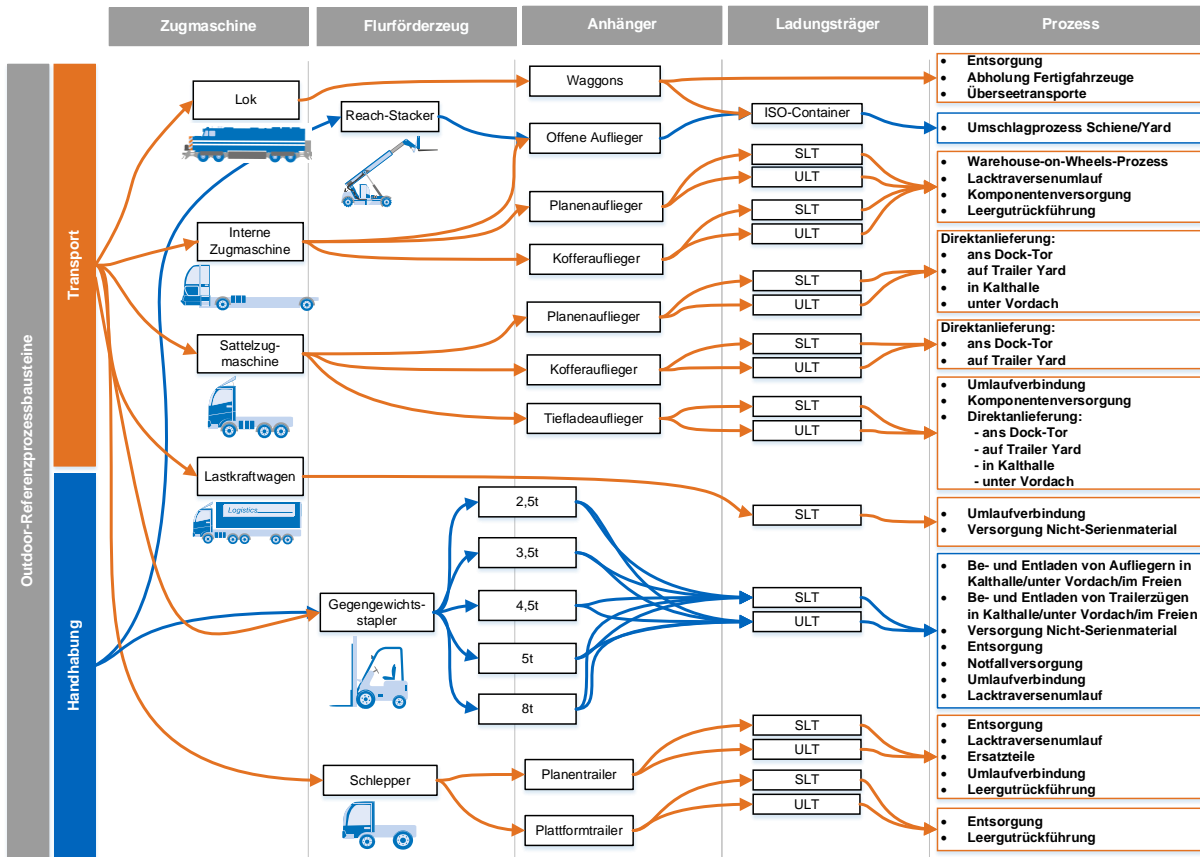 Zugmaschine
Flurförderzeug
Anhänger
Ladungsträger
Prozess
Outdoor-Referenzprozessbausteine
Transport
Handhabung
Lok
Interne
Zugmaschine
Sattelzug-
maschine
Lastkraftwagen
Logistics
Reach-Stacker
Gegengewichts-
stapler
Schlepper
Waggons
Offene Auflieger
Planenauflieger
Kofferauflieger
Planenauflieger
Kofferauflieger
Tiefladeauflieger
2,5t
3,5t
4,5t
5t
8t
Planentrailer
Plattformtrailer
ISO-Container
SLT
ULT
SLT
ULT
SLT
ULT
SLT
ULT
SLT
ULT
SLT
SLT
ULT
SLT
ULT
SLT
ULT
• Entsorgung
• Abholung Fertigfahrzeuge
• Überseetransporte
• Umschlagprozess Schiene/Yard
• Warehouse-on-Wheels-Prozess
• Lacktraversenumlauf
• Komponentenversorgung
• Leergutrückführung
Direktanlieferung:
• ans Dock-Tor
• auf Trailer Yard
• in Kalthalle
• unter Vordach
Direktanlieferung:
• ans Dock-Tor
• auf Trailer Yard
• Umlaufverbindung
• Komponentenversorgung
• Direktanlieferung:
- ans Dock-Tor
- auf Trailer Yard
- in Kalthalle
- unter Vordach
• Umlaufverbindung
• Versorgung Nicht-Serienmaterial
• Be- und Entladen von Aufliegern in
Kalthalle/unter Vordach/im Freien
• Be- und Entladen von Trailerzügen
in Kalthalle/unter Vordach/im Freien
• Versorgung Nicht-Serienmaterial
• Entsorgung
• Notfallversorgung
• Umlaufverbindung
• Lacktraversenumlauf
• Entsorgung
• Lacktraversenumlauf
• Ersatzteile
• Umlaufverbindung
• Leergutrückführung
• Entsorgung
• Leergutrückführung